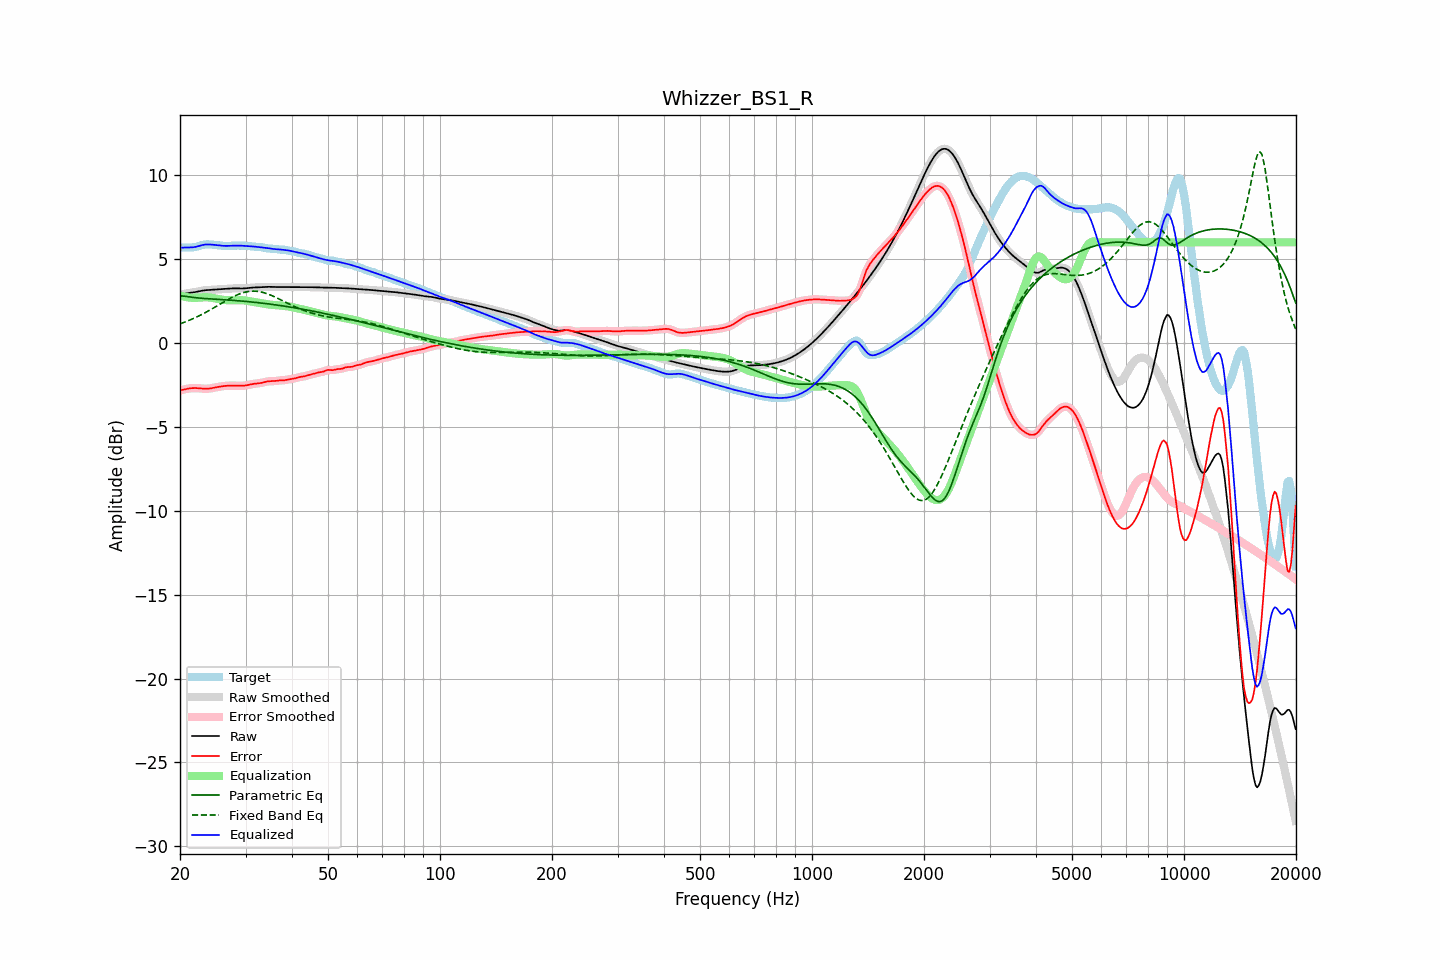 Whizzer_BS1_R
Amplitude (dBr)
10
5
0
−5
−10
−15
−20
−25
−30
Target
Raw Smoothed
Error Smoothed
Raw
Error
Equalization
Parametric Eq
Fixed Band Eq
Equalized
20 50 100 200 500 1000 2000 5000 10000 20000
Frequency (Hz)